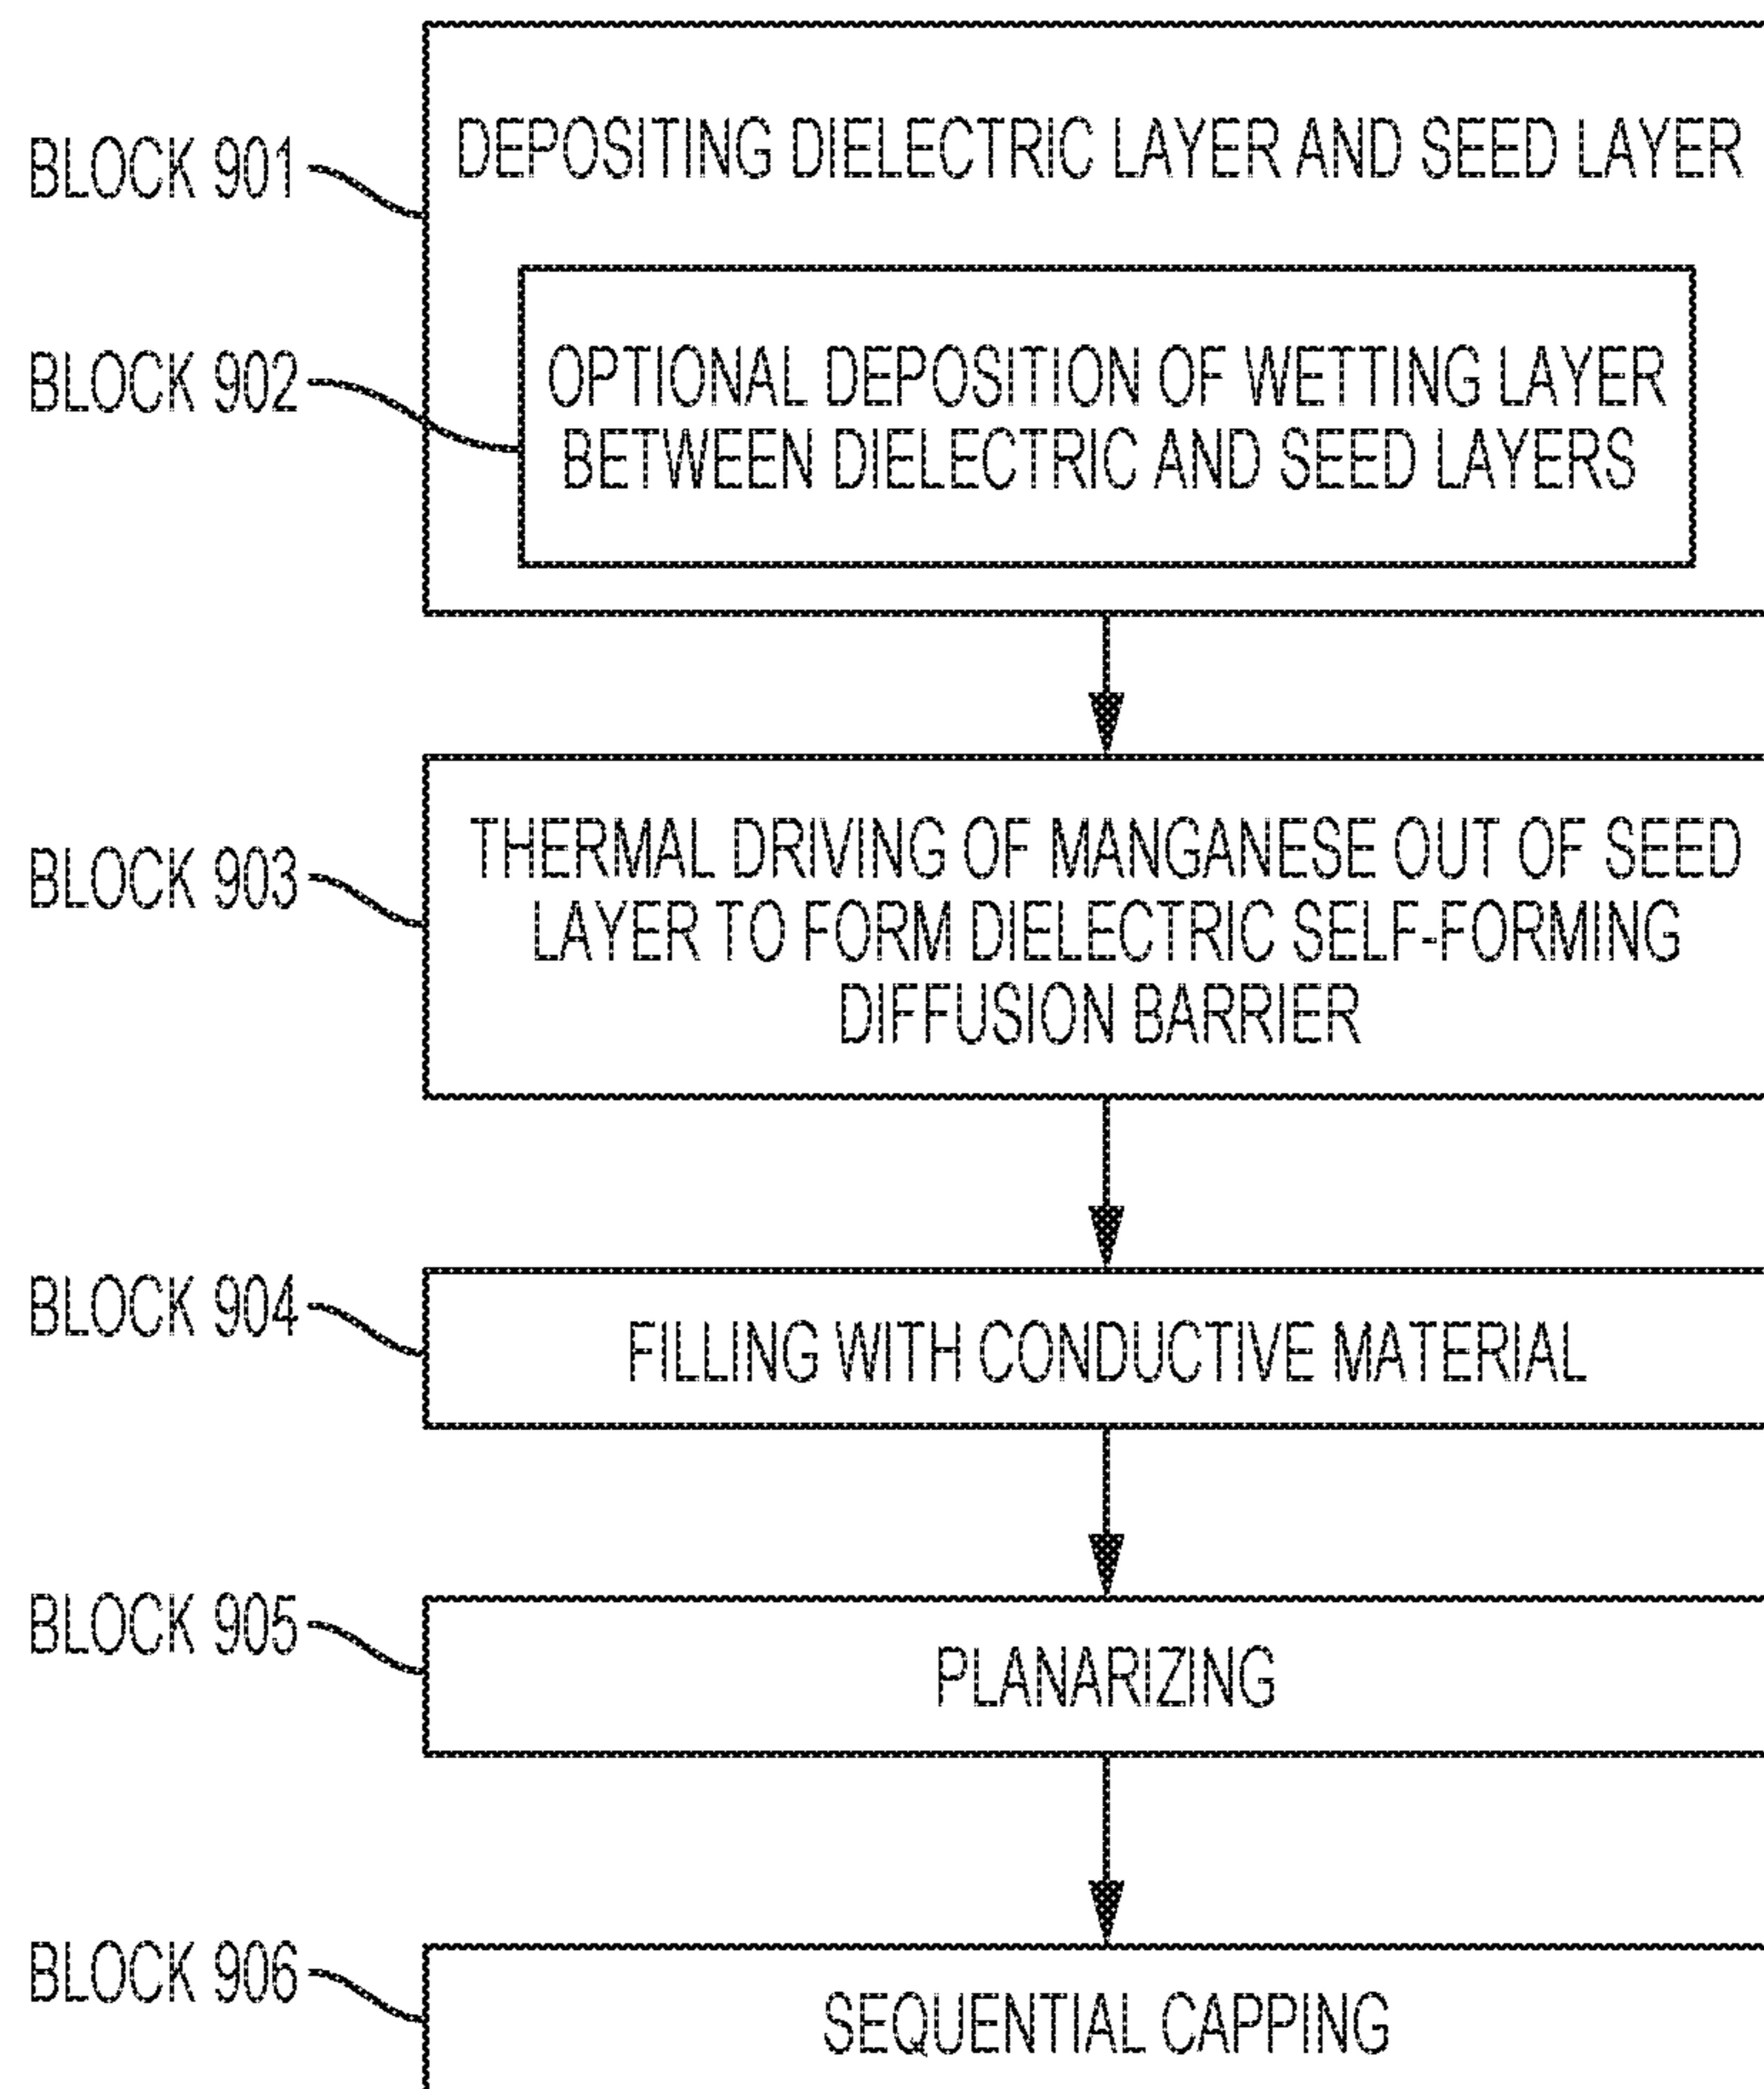 BLOCK 901
DEPOSITING DIELECTRIC LAYER AND SEED LAYER
BLOCK 902
OPTIONAL DEPOSITION OF WETTING LAYER
BETWEEN DIELECTRIC AND SEED LAYERS
BLOCK 903
THERMAL DRIVING OF MANGANESE OUT OF SEED
LAYER TO FORM DIELECTRIC SELF-FORMING
DIFFUSION BARRIER
BLOCK 904
FILLING WITH CONDUCTIVE MATERIAL
BLOCK 905
PLANARIZING
BLOCK 906
SEQUENTIAL CAPPING